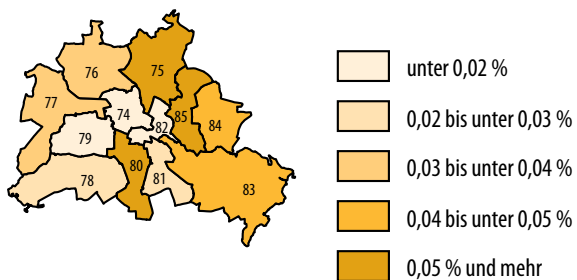 75
76
77
74
85
84
82
79
80
81
78
83
unter 0,02 %
0,02 bis unter 0,03 %
0,03 bis unter 0,04 %
0,04 bis unter 0,05 %
0,05 % und mehr